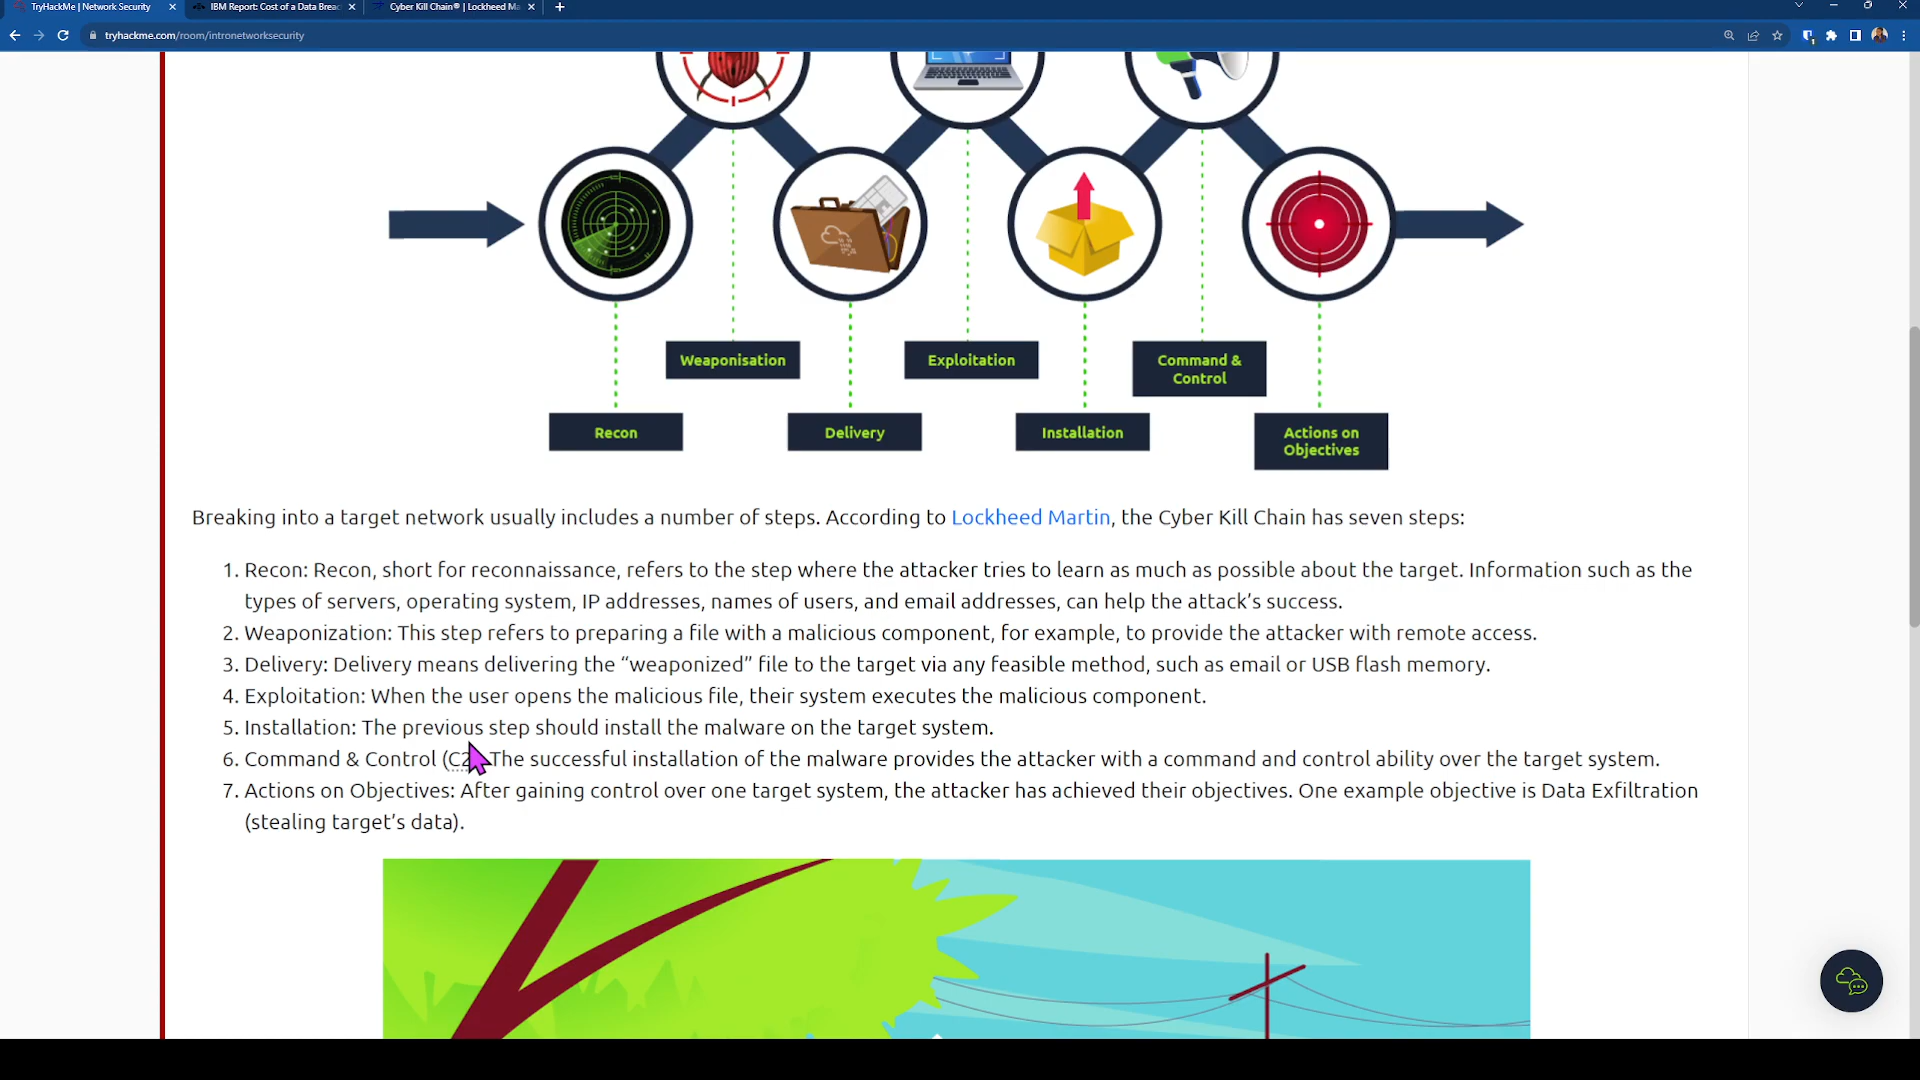 TryHackMe | Network Security
IBM Report: Cost of a Data Breac
Cyber Kill Chain® | Lockheed Ma
tryhackme.com/room/intronetworksecurity
Weaponisation
Exploitation
Command &
Control
Recon
Delivery
Installation
Actions on
Objectives
Breaking into a target network usually includes a number of steps. According to Lockheed Martin, the Cyber Kill Chain has seven steps:
1. Recon: Recon, short for reconnaissance, refers to the step where the attacker tries to learn as much as possible about the target. Information such as the
types of servers, operating system, IP addresses, names of users, and email addresses, can help the attack’s success.
2. Weaponization: This step refers to preparing a file with a malicious component, for example, to provide the attacker with remote access.
3. Delivery: Delivery means delivering the “weaponized” file to the target via any feasible method, such as email or USB flash memory.
4. Exploitation: When the user opens the malicious file, their system executes the malicious component.
5. Installation: The previous step should install the malware on the target system.
6. Command & Control (C2 The successful installation of the malware provides the attacker with a command and control ability over the target system.
7. Actions on Objectives: After gaining control over one target system, the attacker has achieved their objectives. One example objective is Data Exfiltration
(stealing target’s data).